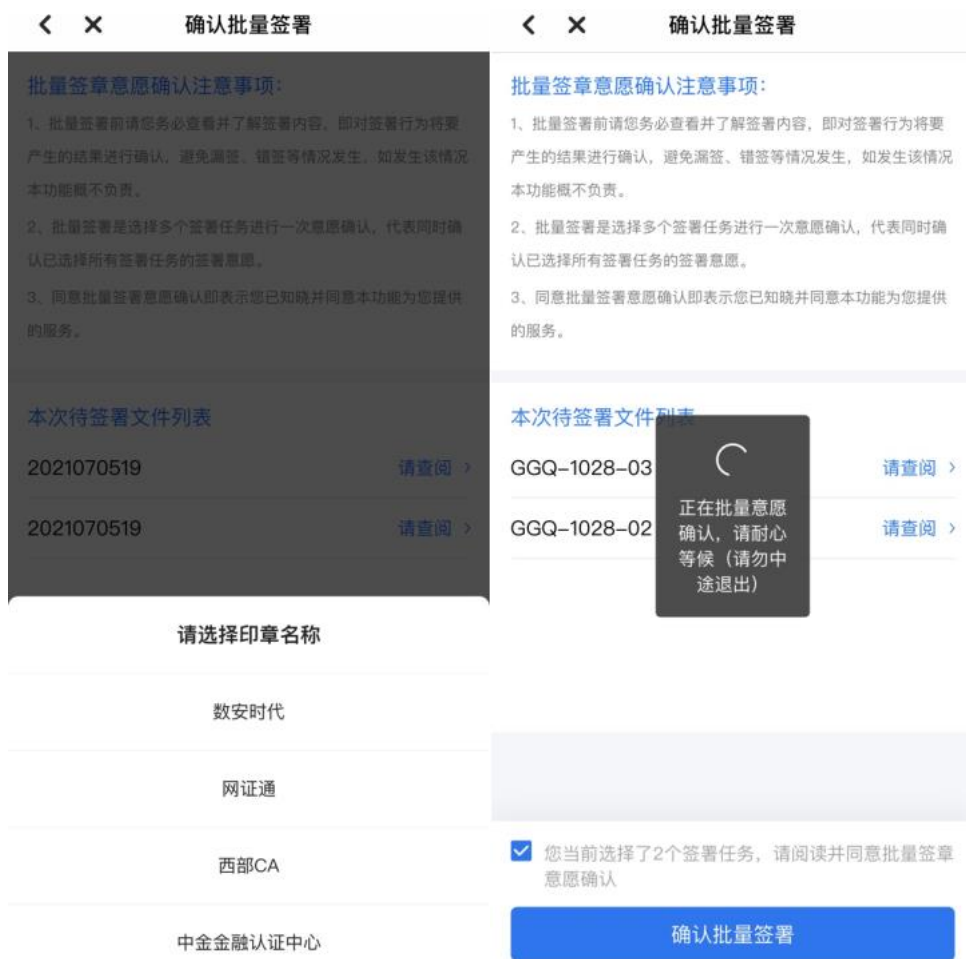 确认批量签署
批量签章意愿确认注意事项：
1、批量签署前请您务必查看并了解签署内容，即对签署行为将要
产生的结果进行确认，避免漏签、错签等情况发生，如发生该情况
本功能概不负责。
2、批量签署是选择多个签署任务进行一次意愿确认，代表同时确
认已选择所有签署任务的签署意愿。
3、同意批量签署意愿确认即表示您已知晓并同意本功能为您提供
的服务。
本次待签署文件列表
2021070519 请查阅
2021070519 请查阅
请选择印章名称
数安时代
网证通
西部CA
中金金融认证中心
确认批量签署
批量签章意愿确认注意事项：
1、批量签署前请您务必查看并了解签署内容，即对签署行为将要
产生的结果进行确认，避免漏签、错签等情况发生，如发生该情况
本功能概不负责。
2、批量签署是选择多个签署任务进行一次意愿确认，代表同时确
认已选择所有签署任务的签署意愿。
3、同意批量签署意愿确认即表示您已知晓并同意本功能为您提供
的服务。
本次待签署文件列表
GGQ-1028-03 请查阅
GGQ-1028-02 请查阅
正在批量意愿
确认，请耐心
等候（请勿中
途退出）
您当前选择了2个签署任务，请阅读并同意批量签章
意愿确认
确认批量签署